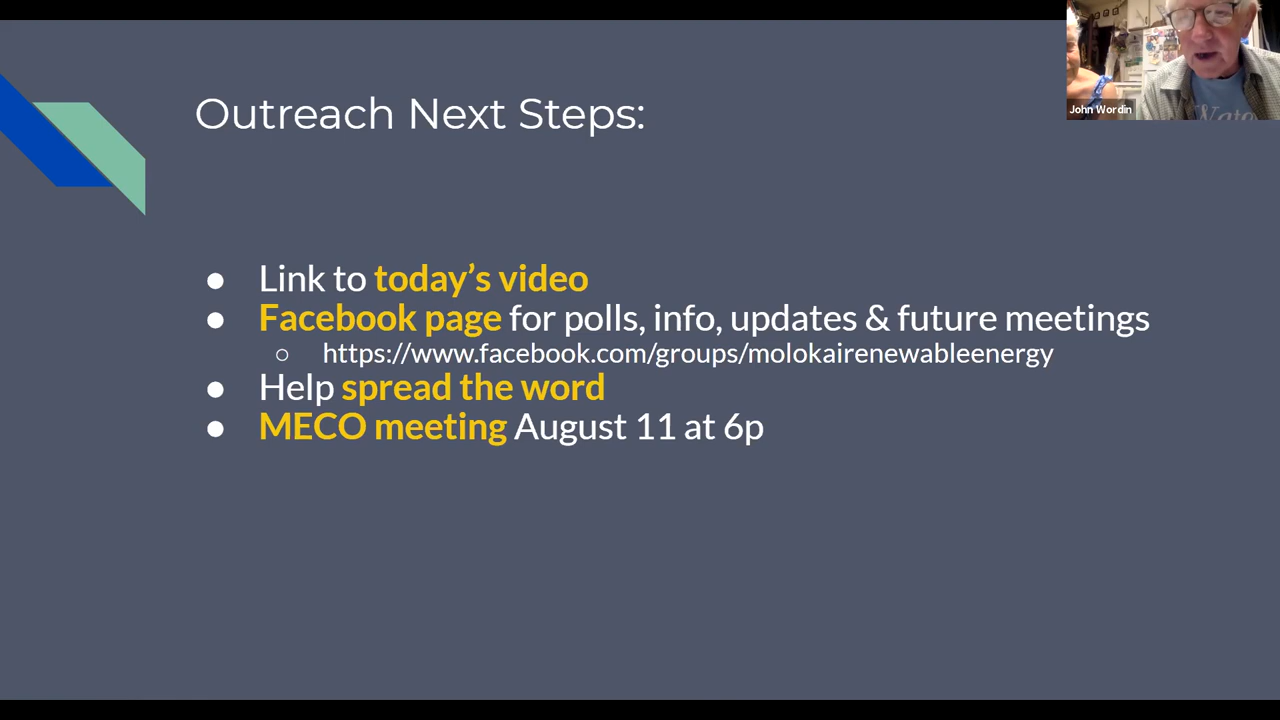 Outreach Next Steps:
John Wordin
● Link to today’s video
● Facebook page for polls, info, updates & future meetings
○ https://www.facebook.com/groups/molokairenewableenergy
● Help spread the word
● MECO meeting August 11 at 6p